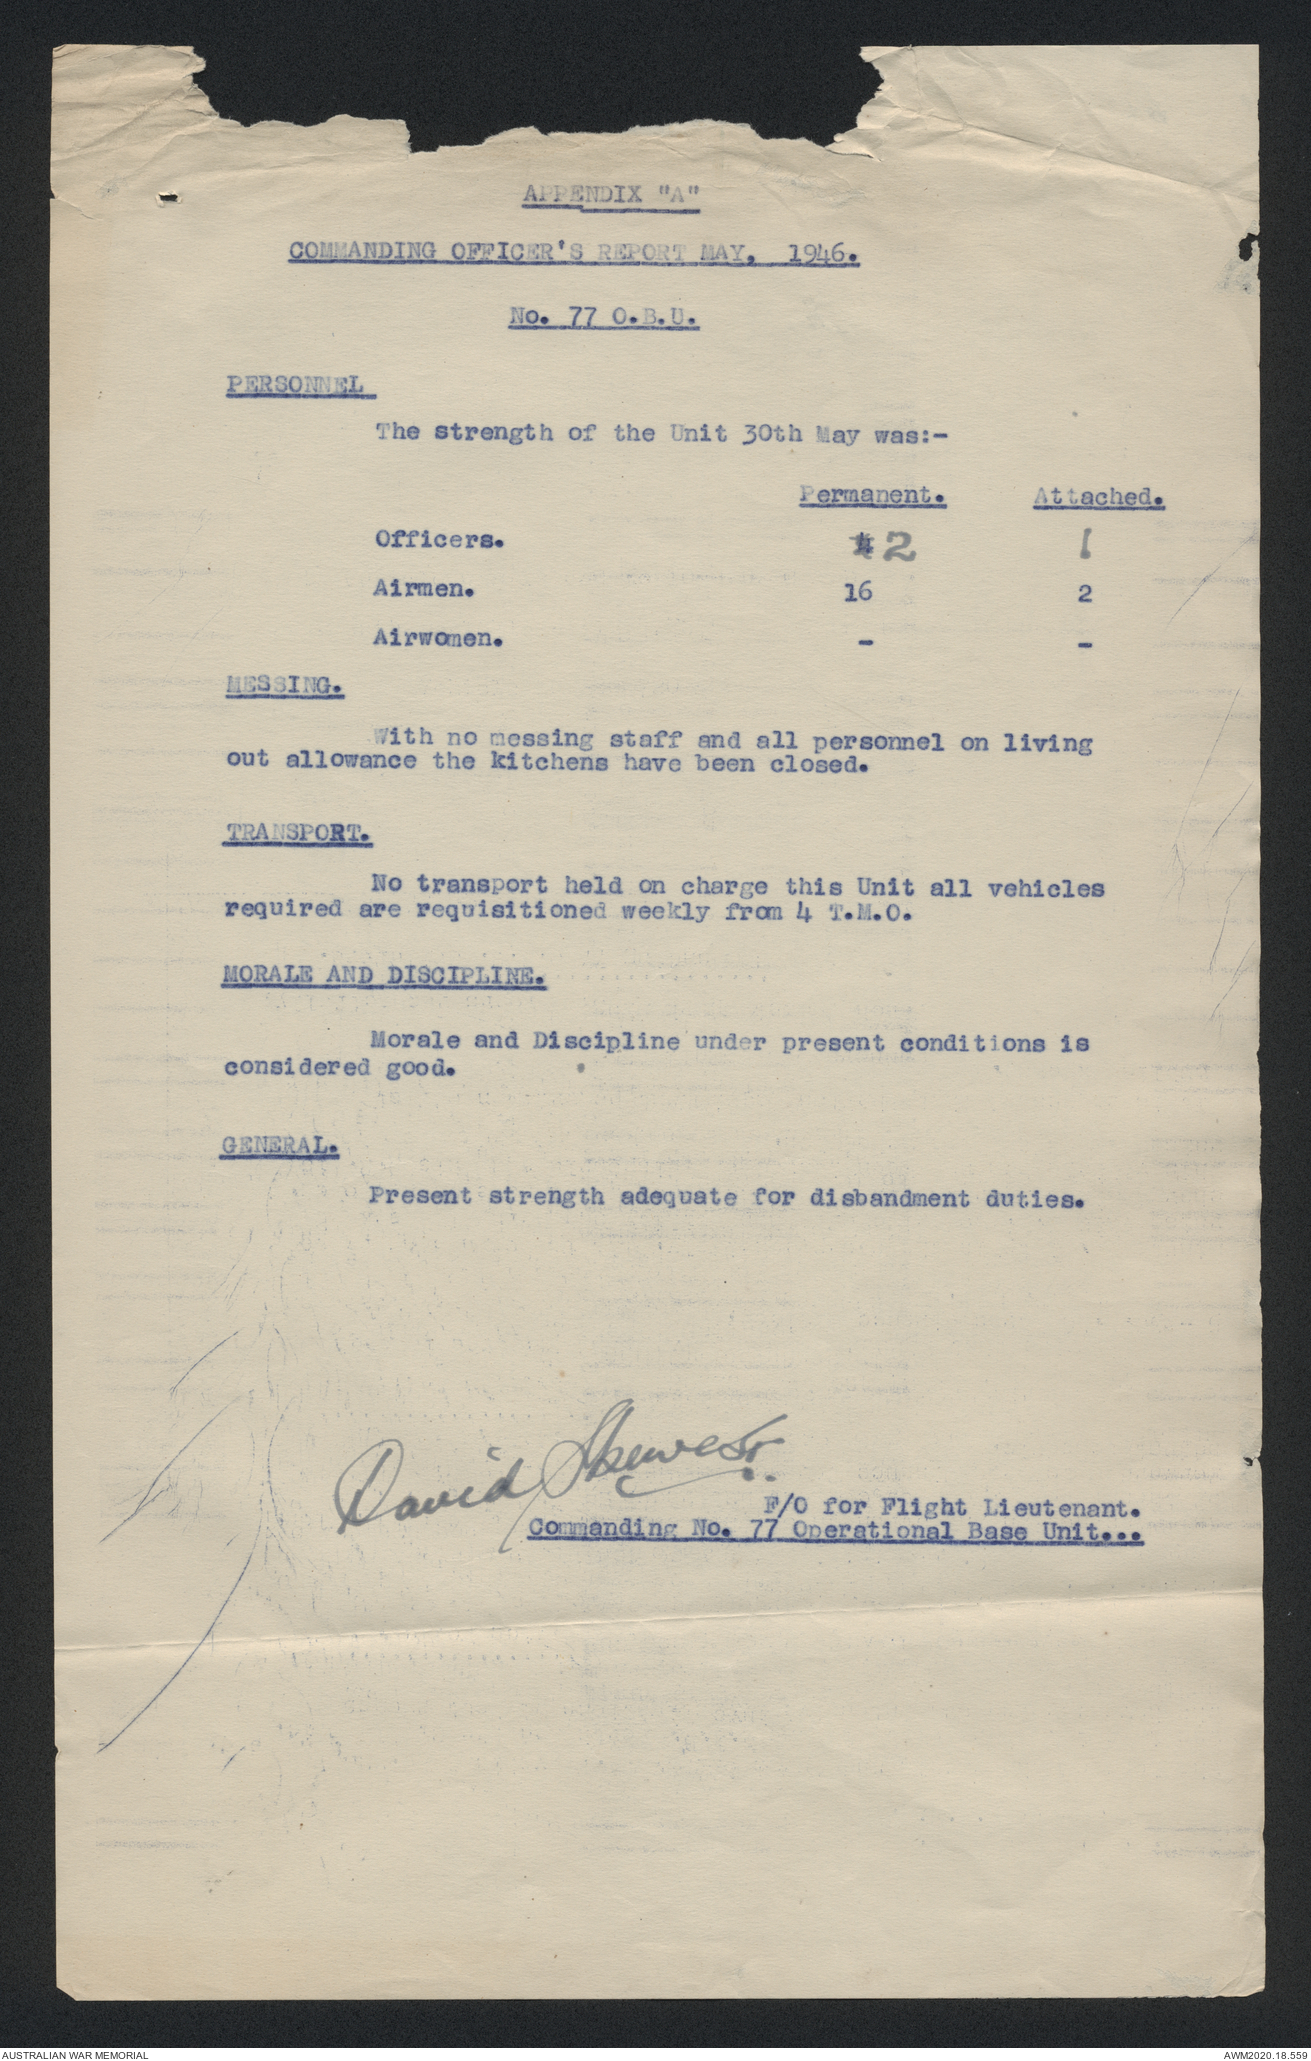 APPENDIX "A"
COMMANDING OFFICER'S REPORT MAY, 1946.
No. 77 O.B.U.
PERSONNEL
The strength of the Unit 30th May was:-
Permanent. Attached.
Officers. 4 2 1
Airmen. 16 2
Airwomen. - -
MESSING.
With no messing staff and all personnel on living
out allowance the kitchens have been closed.
TRANSPORT.
No transport held on charge this Unit all vehicles
required are requisitioned weekly from 4 T.M.O.
MORALE AND DISCIPLINE.
Morale and Discipline under present conditions is
considered good.
GENERAL.
Present strength adequate for disbandment duties.
David
F/O for Flight Lieutenant.
Commanding No. 77 Operational Base Unit...
AUSTRALIAN WAR MEMORIAL AWM2020.18.559